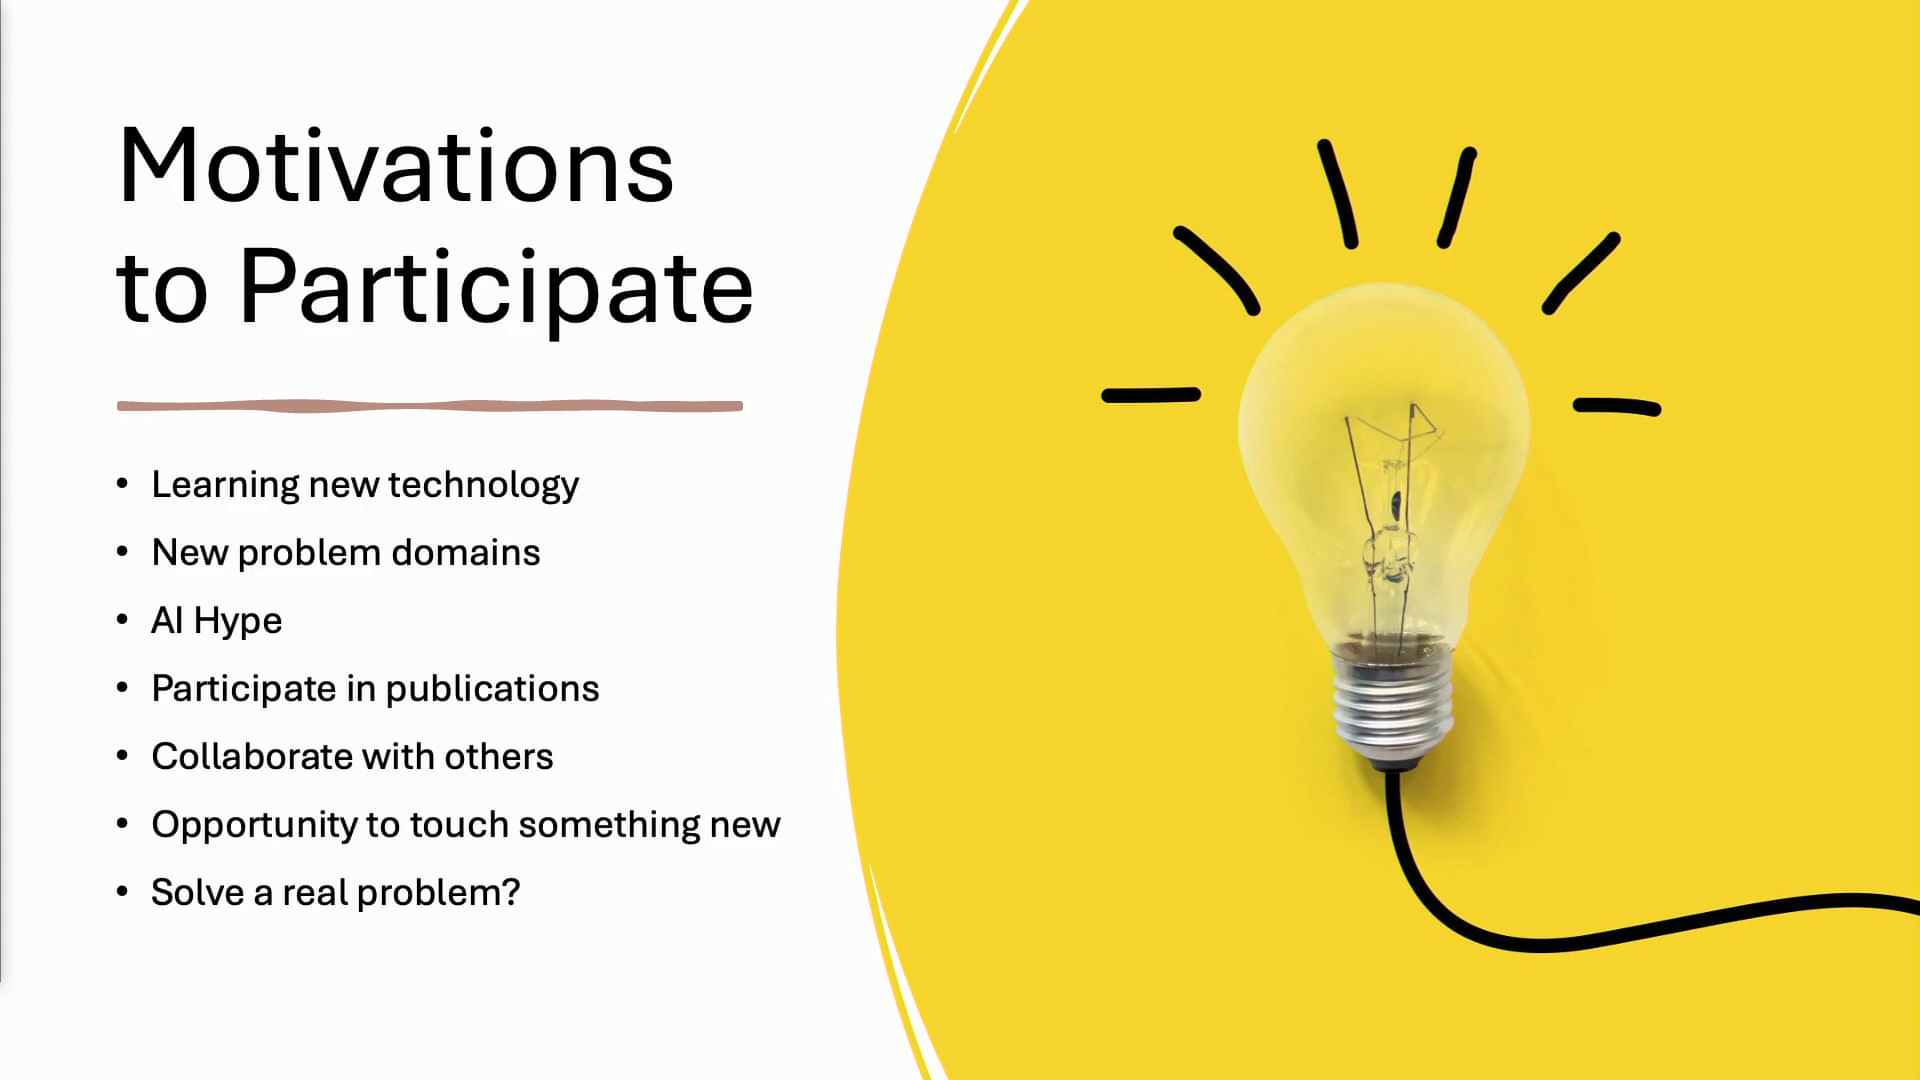 Motivations
to Participate
• Learning new technology
• New problem domains
• AI Hype
• Participate in publications
• Collaborate with others
• Opportunity to touch something new
• Solve a real problem?